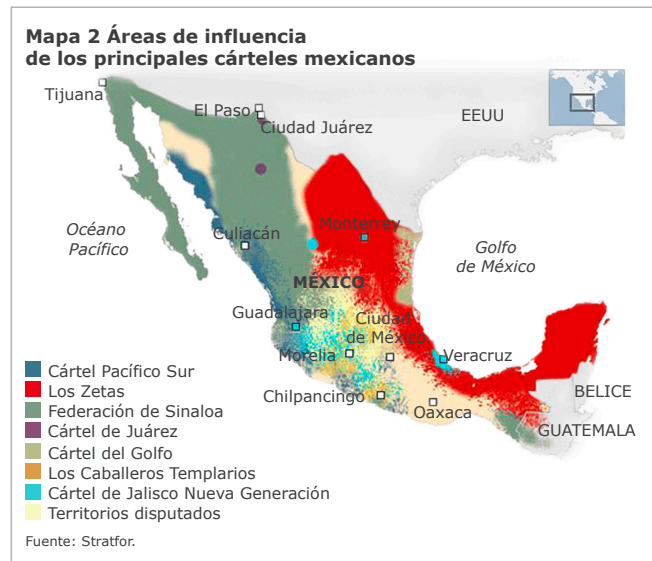 Mapa 2 Áreas de influencia
de los principales cárteles mexicanos
Tijuana
El Paso
Ciudad Juárez
EEUU
Océano
Pacífico
Culiacán
Monterrey
Golfo
de México
MÉXICO
Guadalajara
Ciudad
de México
Morelia
Veracruz
Chilpancingo
Oaxaca
BELICE
GUATEMALA
Cártel Pacífico Sur
Los Zetas
Federación de Sinaloa
Cártel de Juárez
Cártel del Golfo
Los Caballeros Templarios
Cártel de Jalisco Nueva Generación
Territorios disputados
Fuente: Stratfor.